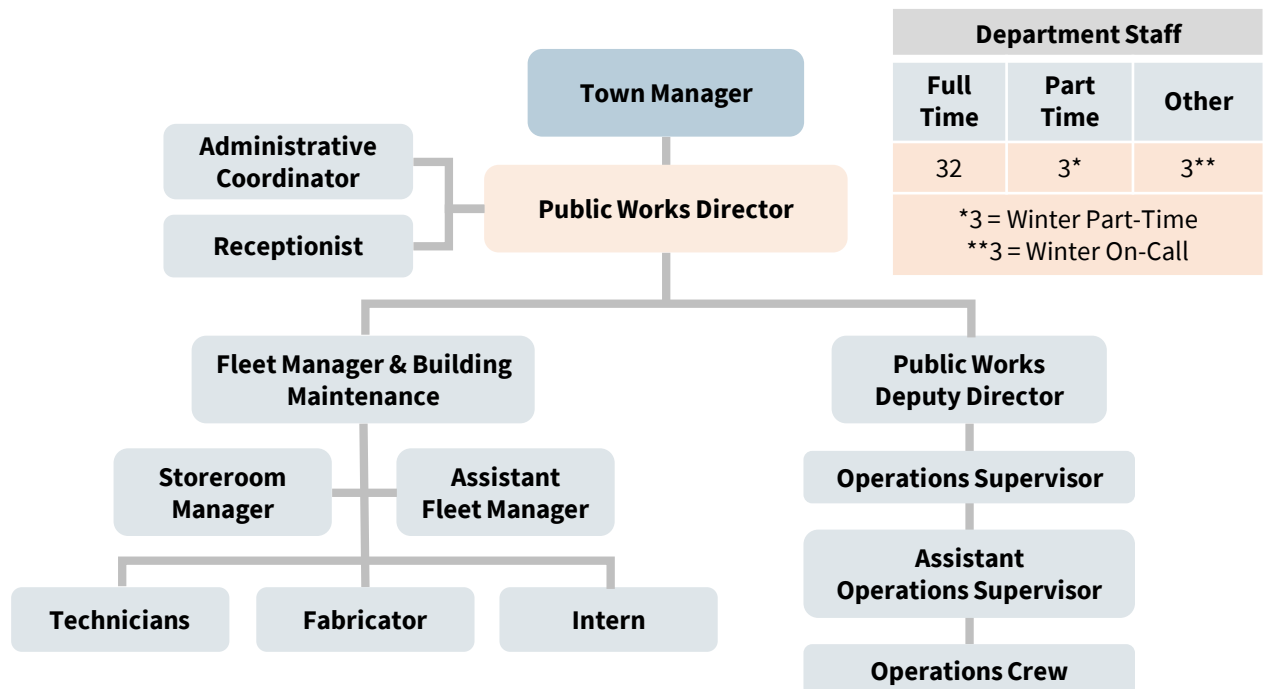 Town Manager
Administrative
Coordinator
Receptionist
Public Works Director
Department Staff
Full
Time
Part
Time
Other
32
3*
3**
*3 = Winter Part-Time
**3 = Winter On-Call
Fleet Manager & Building
Maintenance
Storeroom
Manager
Assistant
Fleet Manager
Technicians
Fabricator
Intern
Public Works
Deputy Director
Operations Supervisor
Assistant
Operations Supervisor
Operations Crew